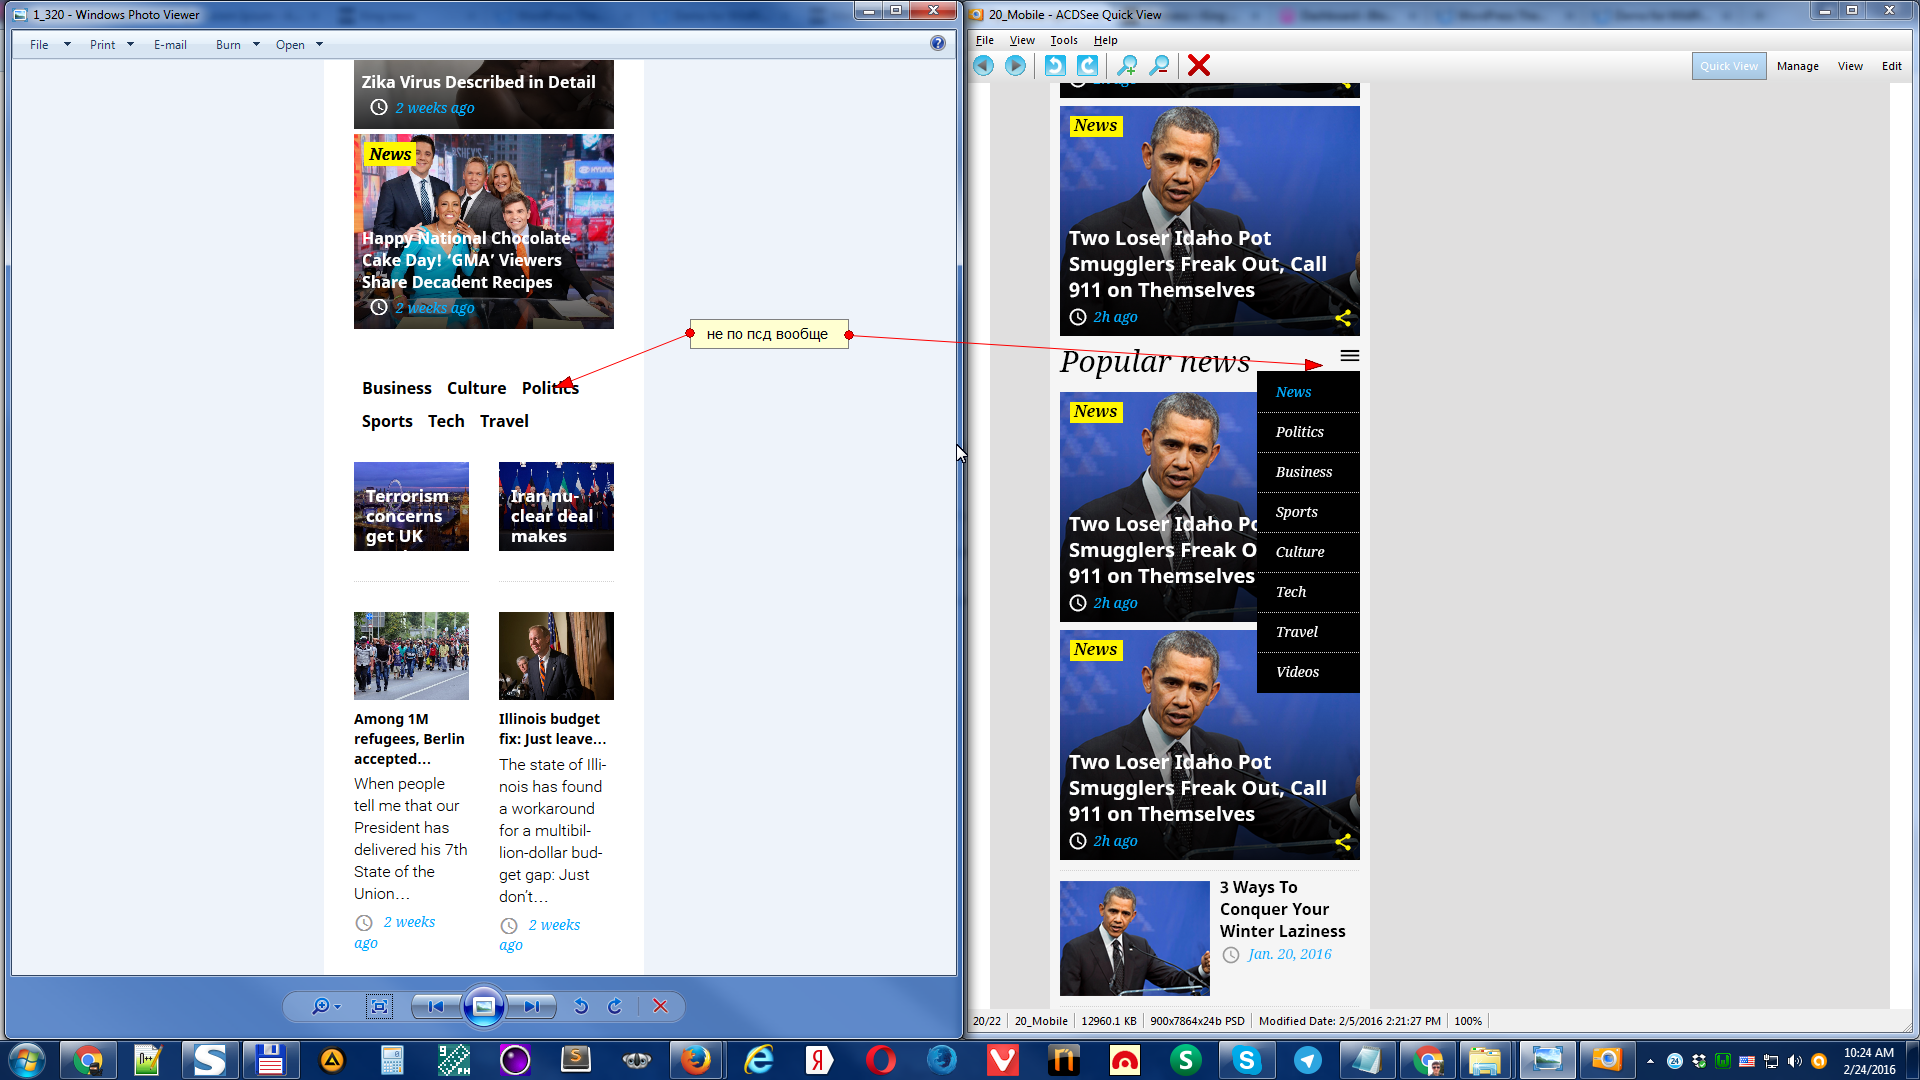 1_320 - Windows Photo Viewer
File
Print
E-mail
Burn
Open
Zika Virus Described in Detail
2 weeks ago
News
Happy National Chocolate
Cake Day! ‘GMA’ Viewers
Share Decadent Recipes
2 weeks ago
не по псд вообще
Business Culture Politics
Sports Tech Travel
Terrorism
concerns
get UK
Iran nu-
clear deal
makes
Among 1M
refugees, Berlin
accepted...
When people
tell me that our
President has
delivered his 7th
State of the
Union...
2 weeks
ago
Illinois budget
fix: Just leave...
The state of Illi-
nois has found
a workaround
for a multibil-
lion-dollar bud-
get gap: Just
don't...
2 weeks
ago
20_Mobile - ACDSee Quick View
File View Tools Help
Quick View Manage View Edit
News
Two Loser Idaho Pot
Smugglers Freak Out, Call
911 on Themselves
2h ago
Popular news
News
Politics
Business
Sports
Culture
Tech
Travel
Videos
News
Two Loser Idaho Po
Smugglers Freak O
911 on Themselves
2h ago
News
Two Loser Idaho Pot
Smugglers Freak Out, Call
911 on Themselves
2h ago
3 Ways To
Conquer Your
Winter Laziness
Jan. 20, 2016
20/22 20_Mobile 12960.1 KB 900x7864x24b PSD Modified Date: 2/5/2016 2:21:27 PM 100%
10:24 AM
2/24/2016